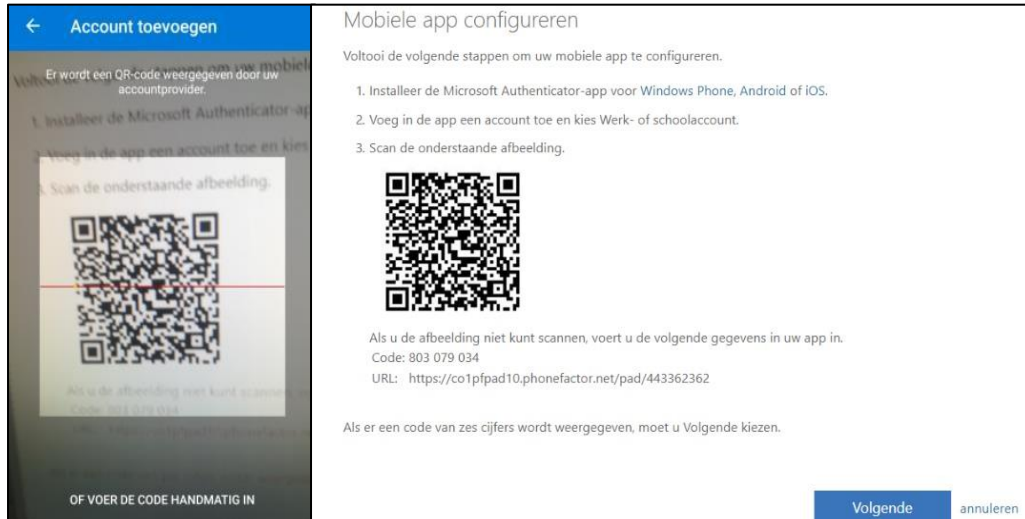 Account toevoegen
Er wordt een QR-code weergegeven door uw
accountprovider.
1. Installeer de Microsoft Authenticator-ap
2. Voeg in de app een account toe en kies
3. Scan de onderstaande afbeelding.
OF VOER DE CODE HANDMATIG IN
Mobiele app configureren
Voltooi de volgende stappen om uw mobiele app te configureren.
1. Installeer de Microsoft Authenticator-app voor Windows Phone, Android of iOS.
2. Voeg in de app een account toe en kies Werk- of schoolaccount.
3. Scan de onderstaande afbeelding.
Als u de afbeelding niet kunt scannen, voert u de volgende gegevens in uw app in.
Code: 803 079 034
URL: https://co1pfpad10.phonefactor.net/pad/443362362
Als er een code van zes cijfers wordt weergegeven, moet u Volgende kiezen.
Volgende annuleren